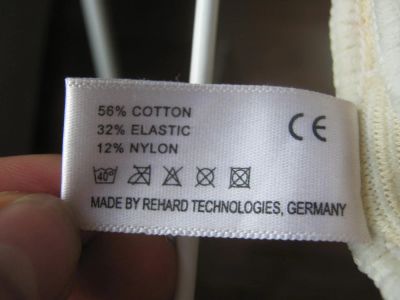 56% COTTON
32% ELASTIC
12% NYLON
CE
40°
MADE BY REHARD TECHNOLOGIES, GERMANY